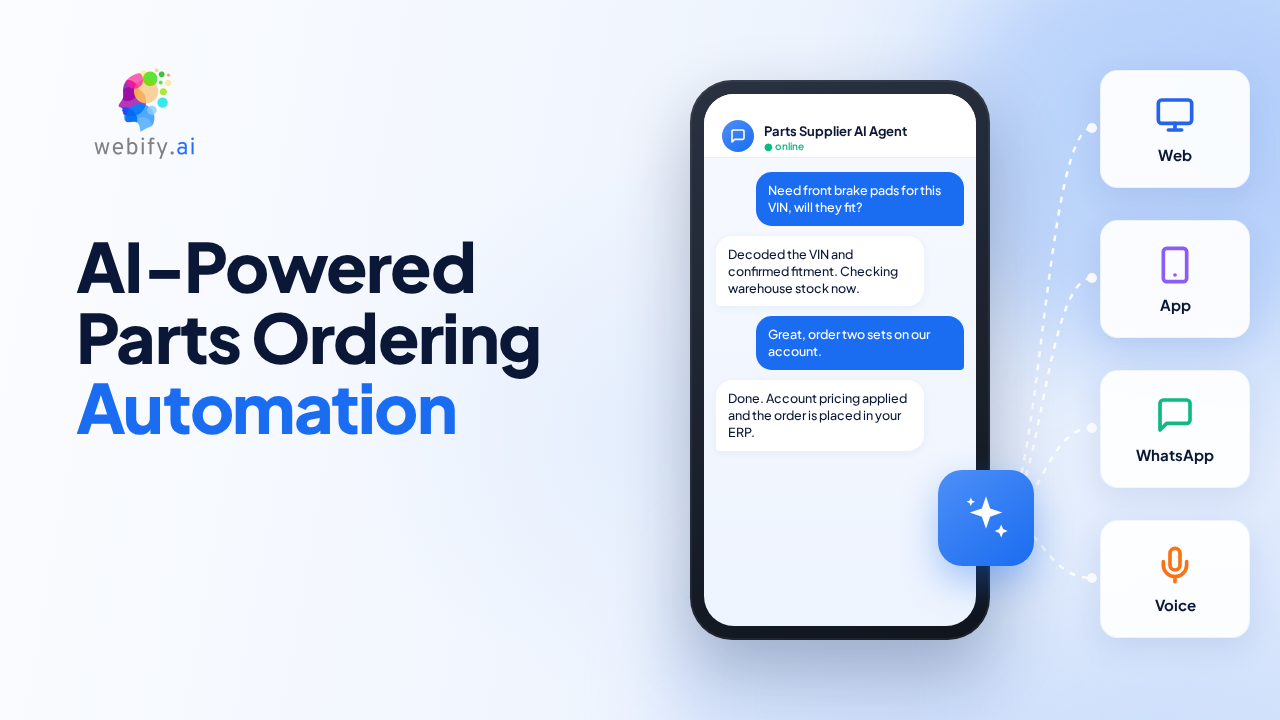 webify.ai
AI-Powered
Parts Ordering
Automation
Parts Supplier AI Agent
online
Need front brake pads for this
VIN, will they fit?
Decoded the VIN and
confirmed fitment. Checking
warehouse stock now.
Great, order two sets on our
account.
Done. Account pricing applied
and the order is placed in your
ERP.
Web
App
WhatsApp
Voice